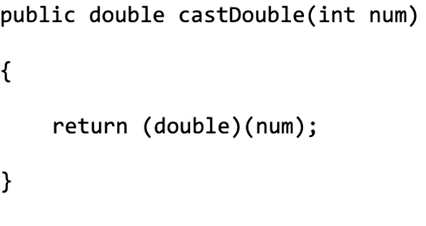 public double castDouble(int num)
{
    return (double)(num);
}